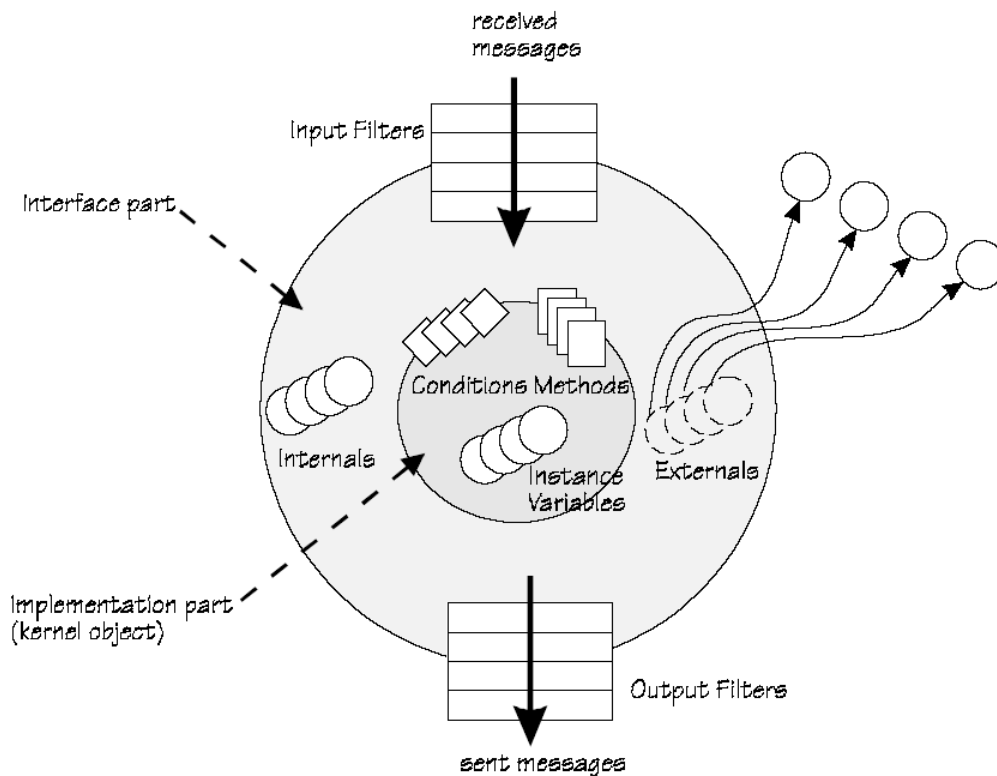 received
messages
Input Filters
Interface part
Conditions Methods
Internals
Instance
Variables
Externals
Implementation part
(kernel object)
Output Filters
sent messages